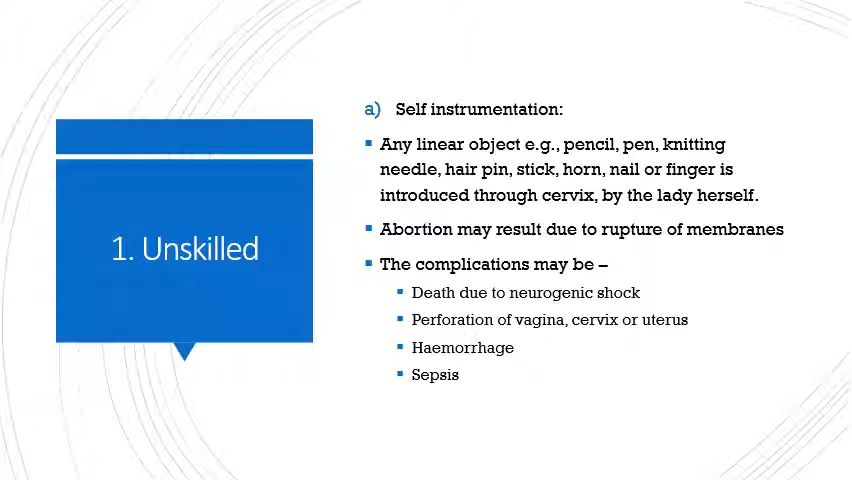 1. Unskilled
a) Self instrumentation:
Any linear object e.g., pencil, pen, knitting
needle, hair pin, stick, horn, nail or finger is
introduced through cervix, by the lady herself.
Abortion may result due to rupture of membranes
The complications may be –
Death due to neurogenic shock
Perforation of vagina, cervix or uterus
Haemorrhage
Sepsis